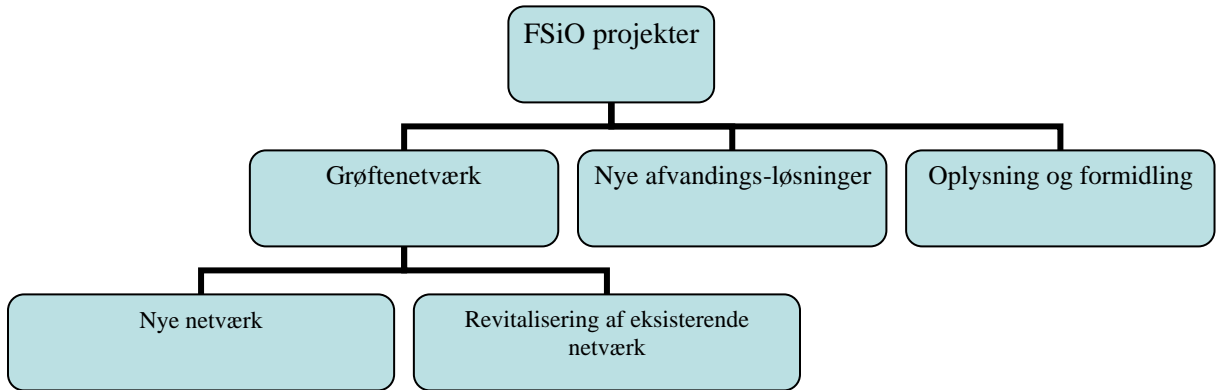 FSiO projekter
Grøftenetværk
Nye afvandings-løsninger
Oplysning og formidling
Nye netværk
Revitalisering af eksisterende
netværk